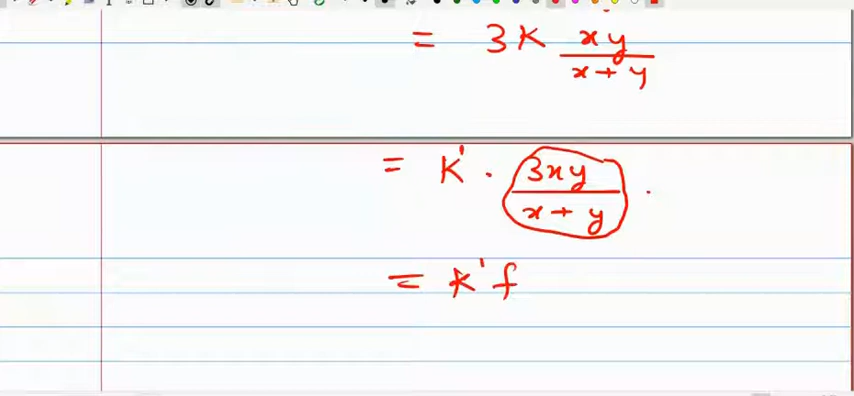 = 3K xy / x+y
= K' . 3xy / x+y .
= K' f